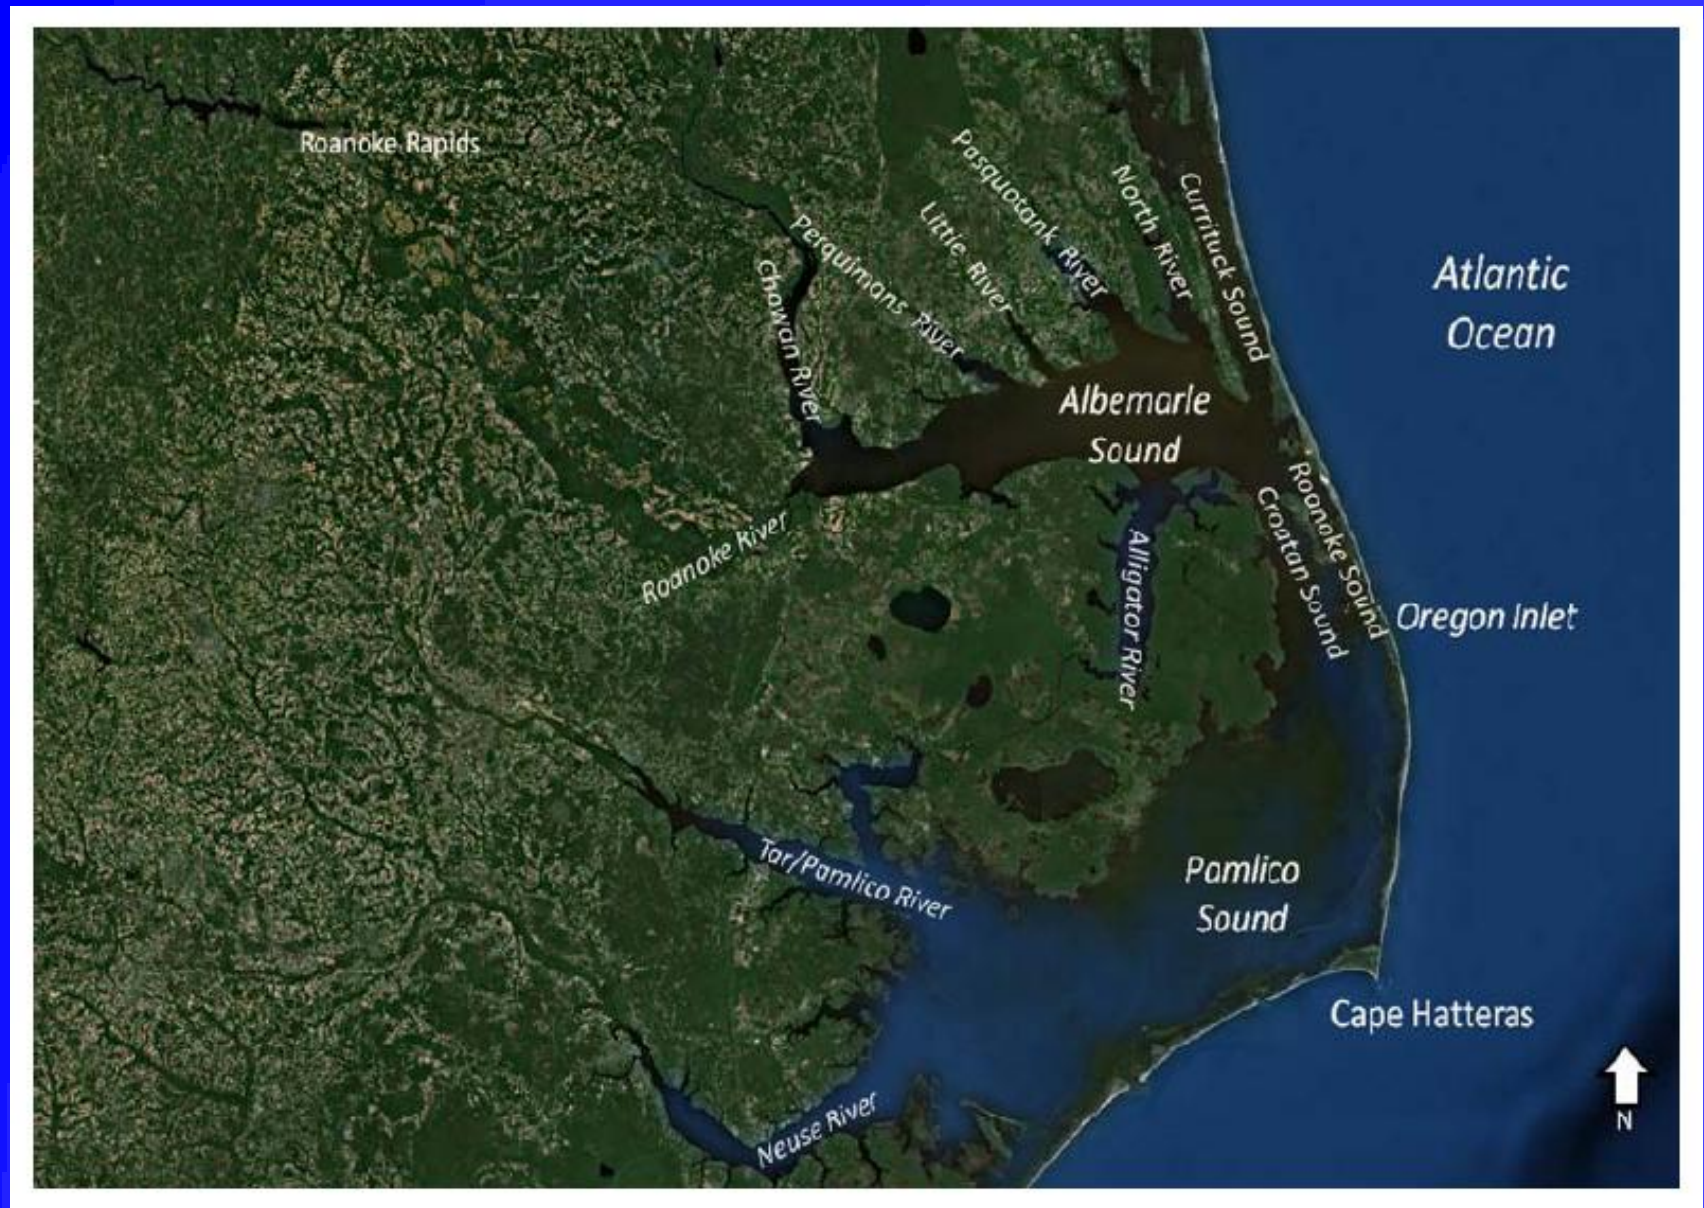 Roanoke Rapids
Pasquotank River
North River
Currituck Sound
Little River
Perquimans River
Chowan River
Atlantic
Ocean
Albemarle
Sound
Roanoke River
Roanoke Sound
Croatan Sound
Alligator River
Oregon Inlet
Tar/Pamlico River
Pamlico
Sound
Cape Hatteras
Neuse River
N